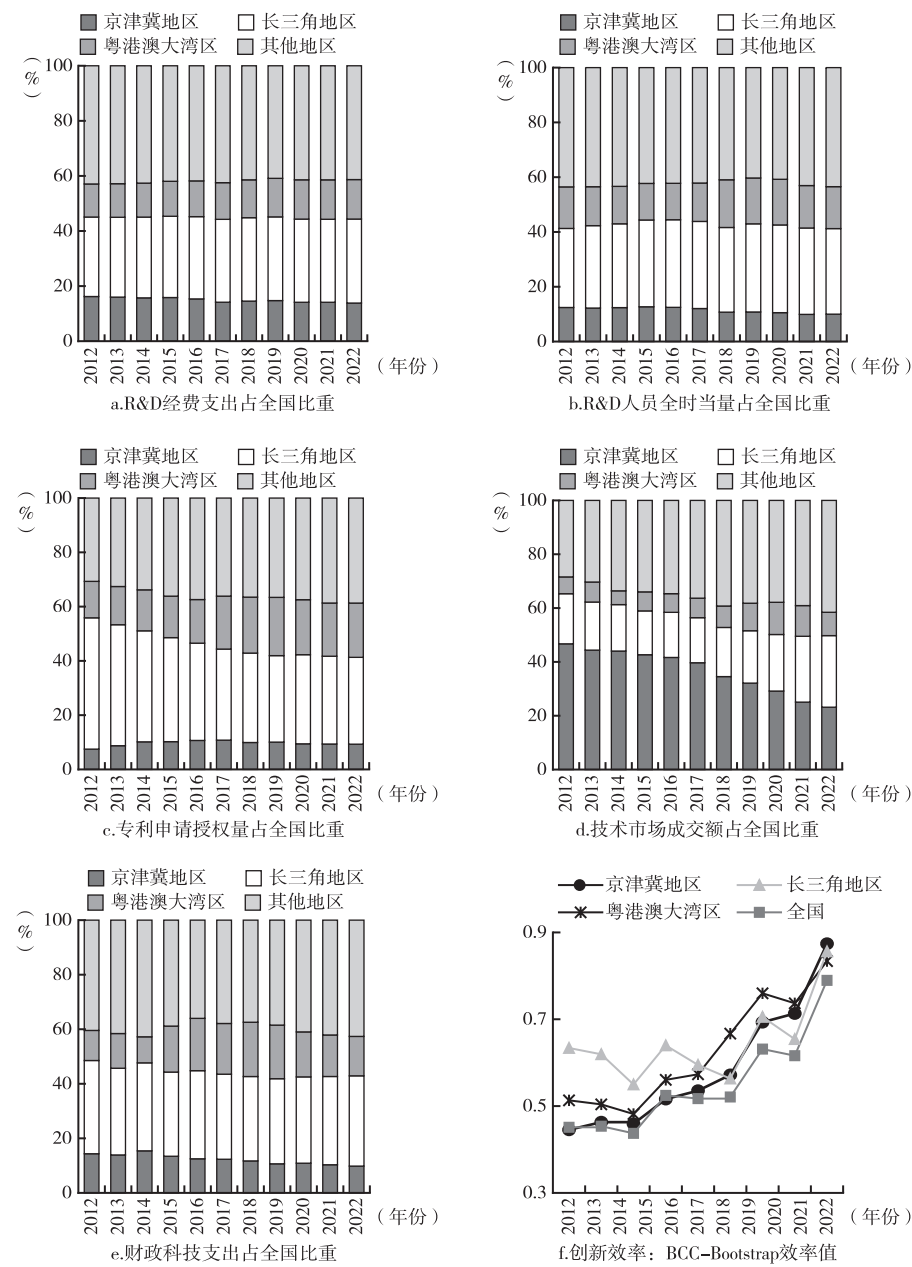 京津冀地区 长三角地区
粤港澳大湾区 其他地区
(%)
100
80
60
40
20
0
2012 2013 2014 2015 2016 2017 2018 2019 2020 2021 2022 (年份)
a.R&D经费支出占全国比重
京津冀地区 长三角地区
粤港澳大湾区 其他地区
(%)
100
80
60
40
20
0
2012 2013 2014 2015 2016 2017 2018 2019 2020 2021 2022 (年份)
b.R&D人员全时当量占全国比重
京津冀地区 长三角地区
粤港澳大湾区 其他地区
(%)
100
80
60
40
20
0
2012 2013 2014 2015 2016 2017 2018 2019 2020 2021 2022 (年份)
c.专利申请授权量占全国比重
京津冀地区 长三角地区
粤港澳大湾区 其他地区
(%)
100
80
60
40
20
0
2012 2013 2014 2015 2016 2017 2018 2019 2020 2021 2022 (年份)
d.技术市场成交额占全国比重
京津冀地区 长三角地区
粤港澳大湾区 其他地区
(%)
100
80
60
40
20
0
2012 2013 2014 2015 2016 2017 2018 2019 2020 2021 2022 (年份)
e.财政科技支出占全国比重
京津冀地区 长三角地区
粤港澳大湾区 全国
0.9
0.7
0.5
0.3
2012 2013 2014 2015 2016 2017 2018 2019 2020 2021 2022 (年份)
f.创新效率：BCC-Bootstrap效率值